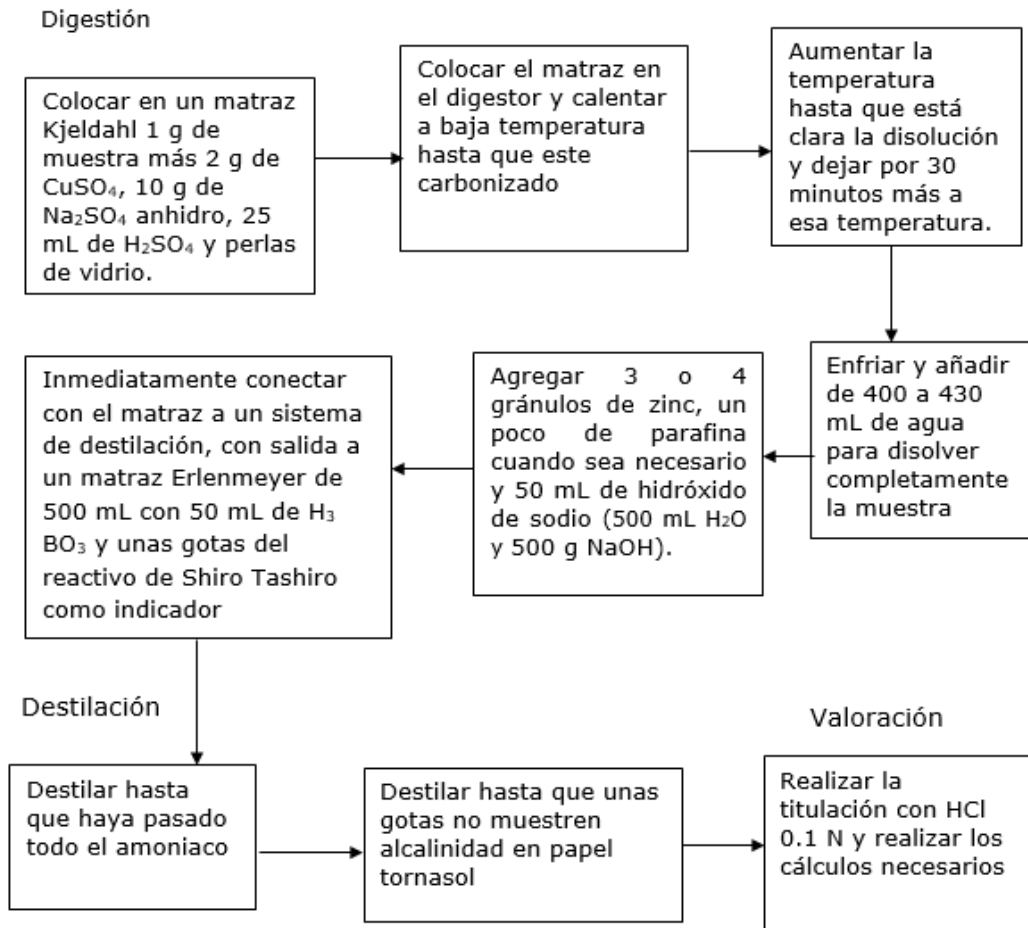 Digestión
Colocar en un matraz
Kjeldahl 1 g de
muestra más 2 g de
CuSO₄, 10 g de
Na₂SO₄ anhidro, 25
mL de H₂SO₄ y perlas
de vidrio.
Colocar el matraz en
el digestor y calentar
a baja temperatura
hasta que este
carbonizado
Aumentar la
temperatura
hasta que está
clara la disolución
y dejar por 30
minutos más a
esa temperatura.
Enfriar y añadir
de 400 a 430
mL de agua
para disolver
completamente
la muestra
Agregar 3 o 4
gránulos de zinc, un
poco de parafina
cuando sea necesario
y 50 mL de hidróxido
de sodio (500 mL H₂O
y 500 g NaOH).
Inmediatamente conectar
con el matraz a un sistema
de destilación, con salida a
un matraz Erlenmeyer de
500 mL con 50 mL de H₃
BO₃ y unas gotas del
reactivo de Shiro Tashiro
como indicador
Destilación
Destilar hasta
que haya pasado
todo el amoniaco
Destilar hasta que unas
gotas no muestren
alcalinidad en papel
tornasol
Valoración
Realizar la
titulación con HCl
0.1 N y realizar los
cálculos necesarios